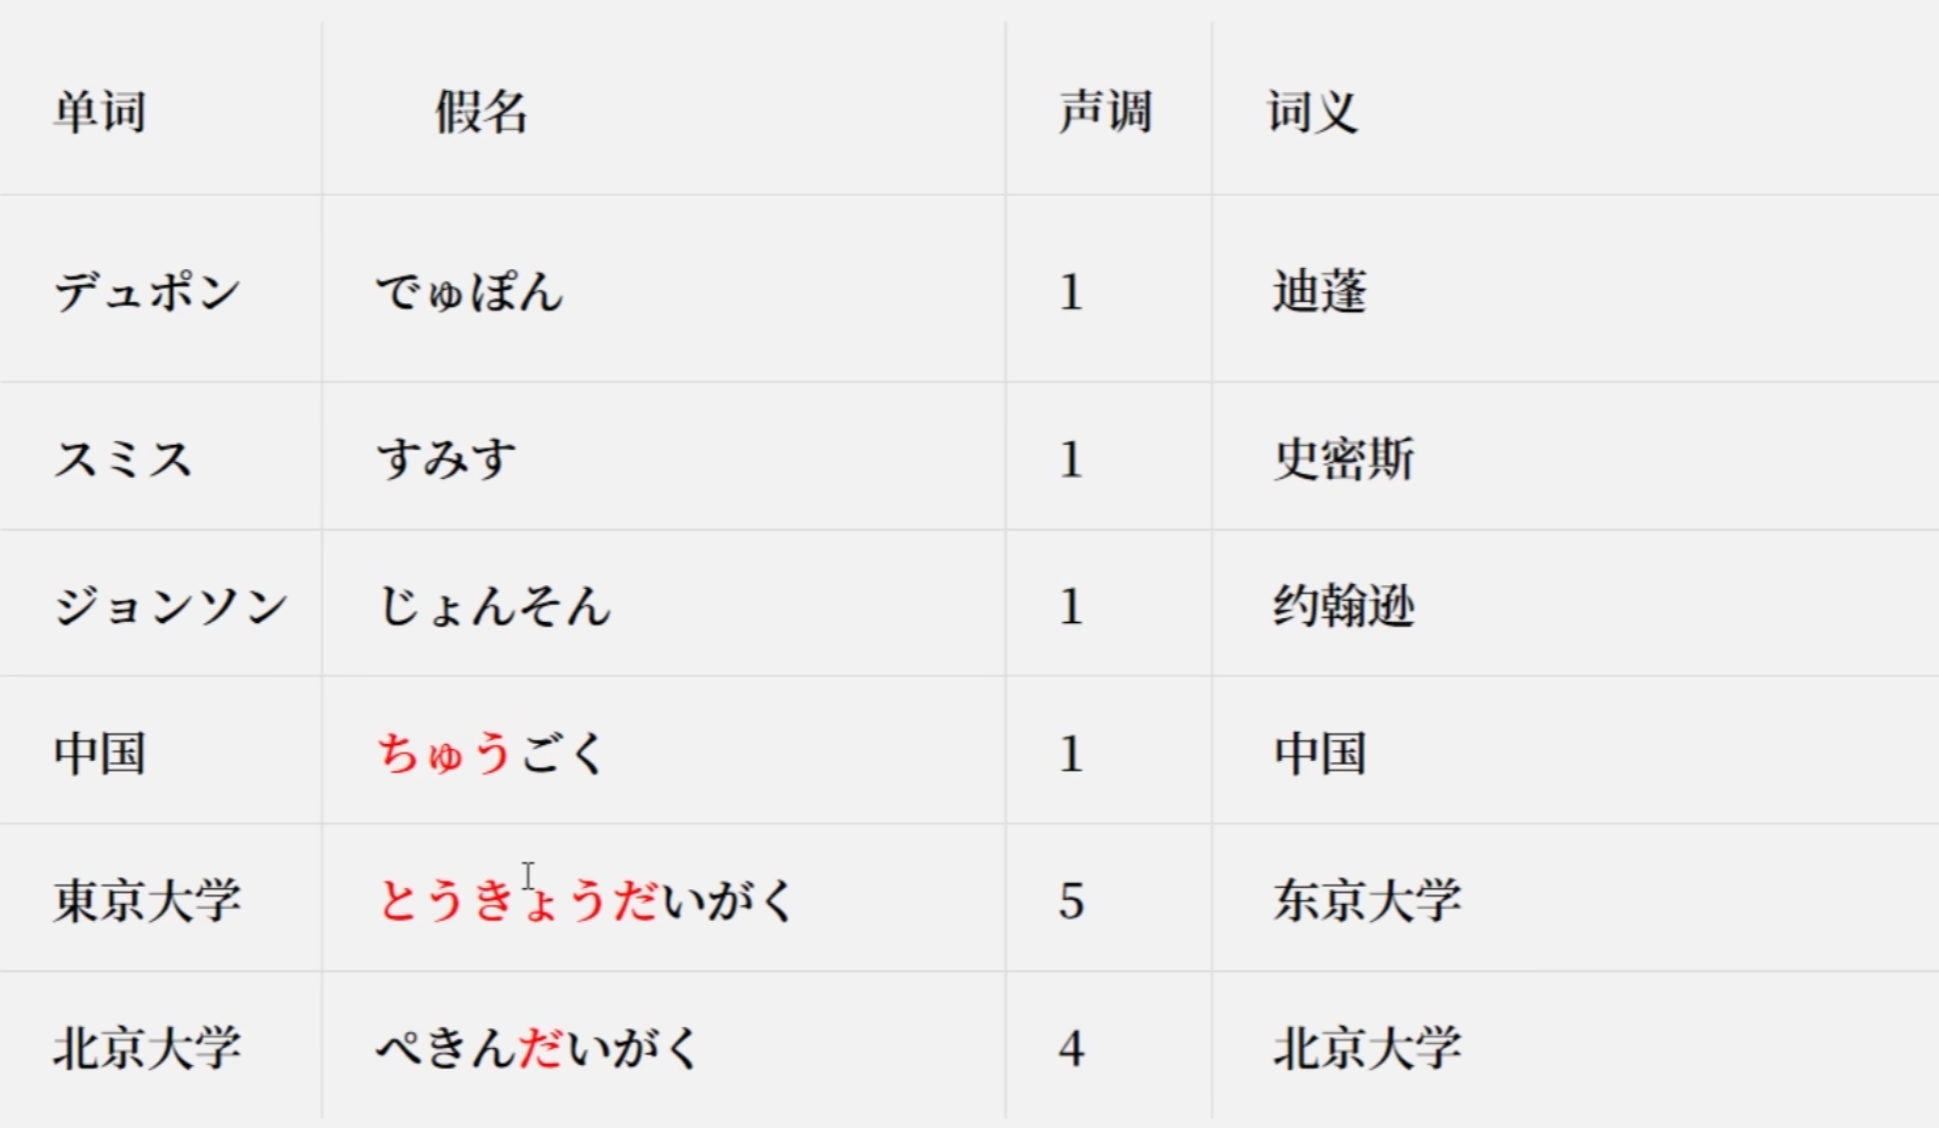 单词 假名 声调 词义
デュポン でゅぽん 1 迪蓬
スミス すみす 1 史密斯
ジョンソン じょんそん 1 约翰逊
中国 ちゅうごく 1 中国
東京大学 とうきょうだいがく 5 东京大学
北京大学 ぺきんだいがく 4 北京大学